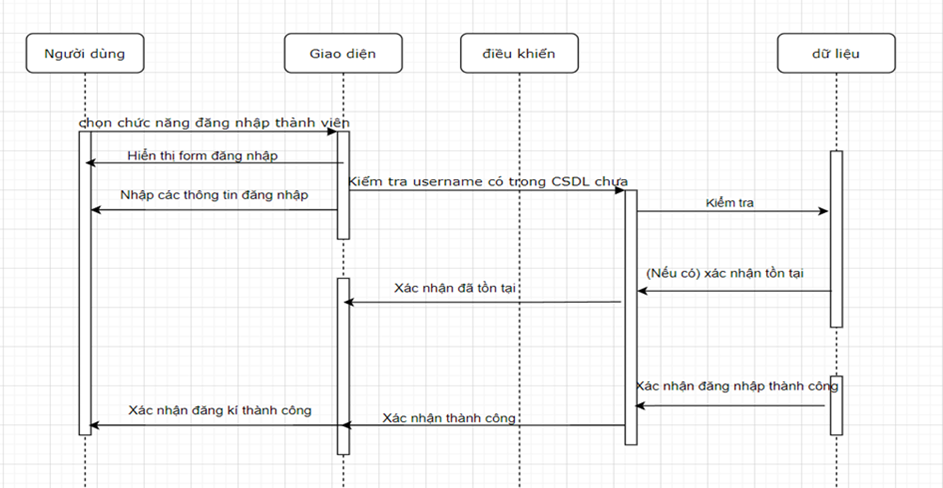 Người dùng
Giao diện
điều khiển
dữ liệu
chọn chức năng đăng nhập thành viên
Hiển thị form đăng nhập
Kiểm tra username có trong CSDL chưa
Nhập các thông tin đăng nhập
Kiểm tra
(Nếu có) xác nhận tồn tại
Xác nhận đã tồn tại
Xác nhận đăng nhập thành công
Xác nhận đăng kí thành công
Xác nhận thành công